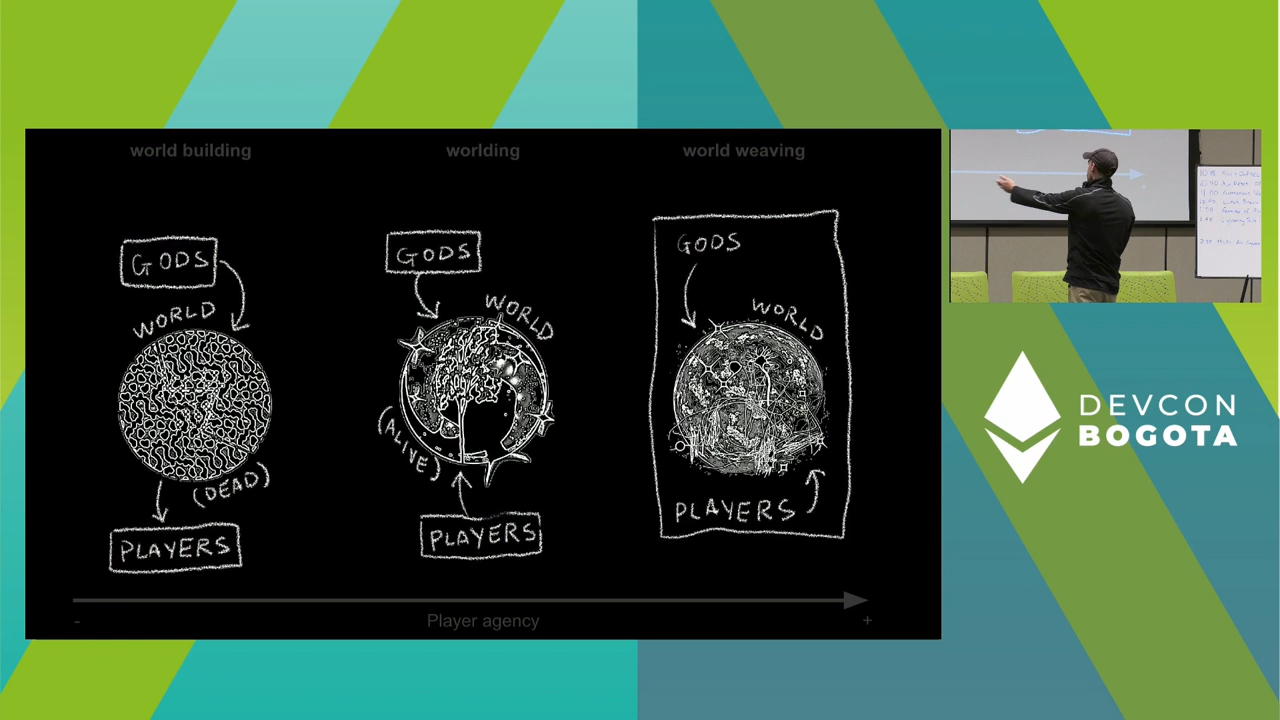 world building
worlding
world weaving
GODS
WORLD
(DEAD)
PLAYERS
GODS
WORLD
(ALIVE)
PLAYERS
GODS
WORLD
PLAYERS
-
Player agency
+
DEVCON
BOGOTA